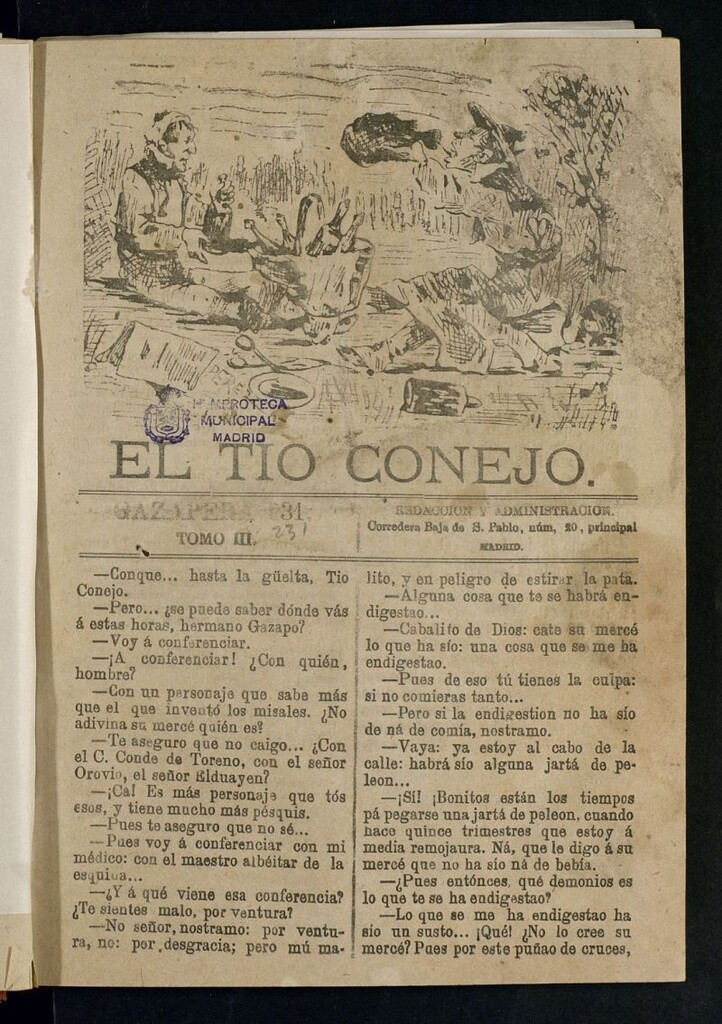 HEMEROTECA
MUNICIPAL
MADRID
EL TIO CONEJO.
GAZAPERA 31.
231
TOMO III.
REDACCION Y ADMINISTRACION.
Corredera Baja de S. Pablo, núm, 20, principal
MADRID.
—Conque... hasta la güelta, Tio
Conejo.
—Pero... ¿se puede saber dónde vás
á estas horas, hermano Gazapo?
—Voy á conferenciar.
—¡A conferenciar! ¿Con quién,
hombre?
—Con un personaje que sabe más
que el que inventó los misales. ¿No
adivina su mercé quién es?
—Te aseguro que no caigo... ¿Con
el C. Conde de Toreno, con el señor
Orovio, el señor Elduayen?
—¡Ca! Es más personaje que tós
esos, y tiene mucho más pésquis.
—Pues te aseguro que no sé...
—Pues voy á conferenciar con mi
médico: con el maestro albéitar de la
esquina...
—¿Y á qué viene esa conferencia?
¿Te sientes malo, por ventura?
—No señor, nostramo: por ventu-
ra, no: por desgracia; pero mú ma-
lito, y en peligro de estirar la pata.
—Alguna cosa que te se habrá en-
digestao...
—Cabalito de Dios: cate su mercé
lo que ha sío: una cosa que se me ha
endigestao.
—Pues de eso tú tienes la culpa:
si no comieras tanto...
—Pero si la endigestion no ha sío
de ná de comía, nostramo.
—Vaya: ya estoy al cabo de la
calle: habrá sío alguna jartá de pe-
leon...
—¡Sí! ¡Bonitos están los tiempos
pá pegarse una jartá de peleon, cuando
hace quince trimestres que estoy á
media remojaura. Ná, que le digo á su
mercé que no ha sío ná de bebía.
—¿Pues entónces, qué demonios es
lo que te se ha endigestao?
—Lo que se me ha endigestao ha
sio un susto... ¡Qué! ¿No lo cree su
mercé? Pues por este puñao de cruces,